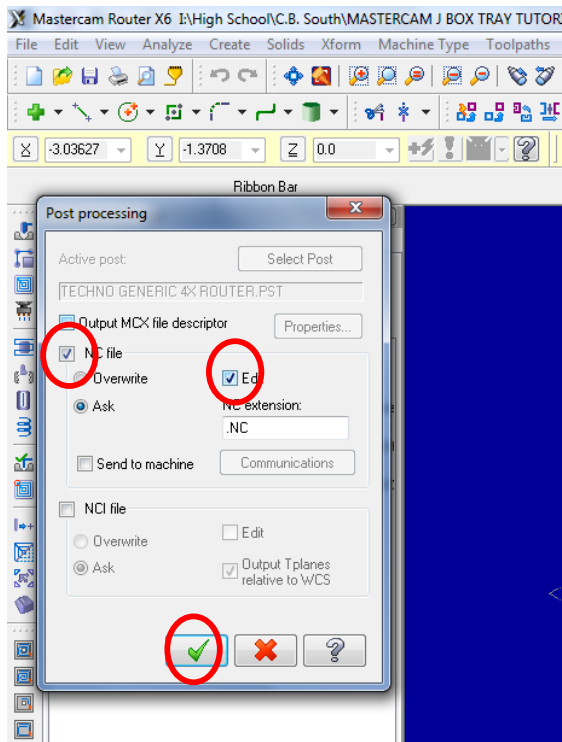 Mastercam Router X6 I:\High School\C.B. South\MASTERCAM J BOX TRAY TUTOR
File Edit View Analyze Create Solids Xform Machine Type Toolpaths
X -3.03627 Y -1.3708 Z 0.0
Ribbon Bar
Post processing
Active post: Select Post
TECHNO GENERIC 4X ROUTER.PST
Output MCX file descriptor Properties...
NC file
Overwrite Edit
Ask NC extension:
.NC
Send to machine Communications
NCI file
Overwrite Edit
Ask Output Tplanes
relative to WCS